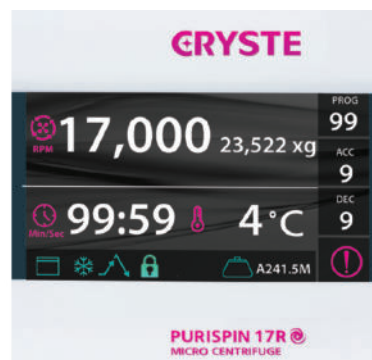 CRYSTE
PROG
99
RPM
17,000 23,522 xg
ACC
9
Min/Sec
99:59 4°C
DEC
9
A241.5M
PURISPIN 17R
MICRO CENTRIFUGE